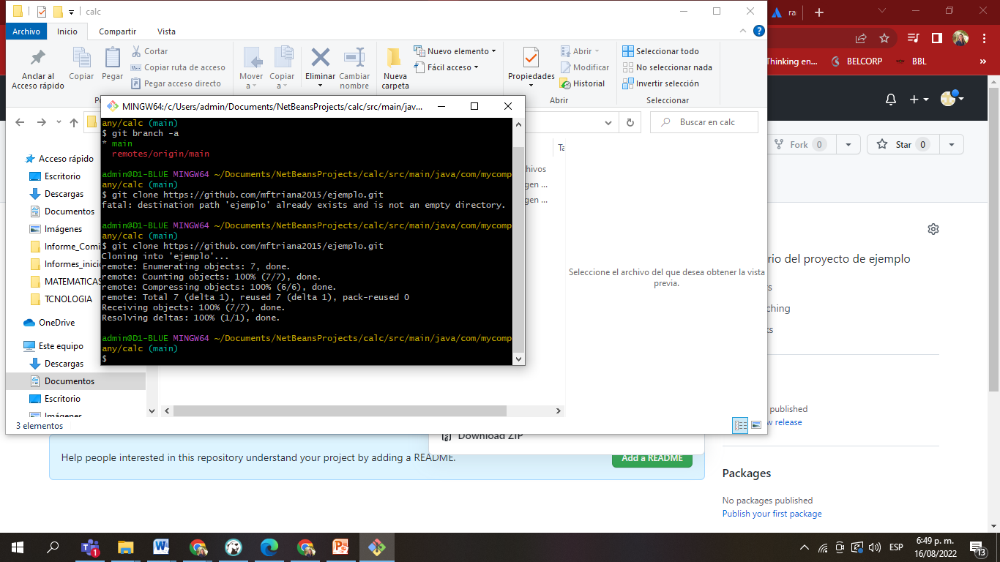 calc
ra
Archivo Inicio Compartir Vista
Anclar al Acceso rápido
Copiar
Pegar
Cortar
Copiar ruta de acceso
Pegar acceso directo
Mover a
Copiar a
Eliminar
Cambiar nombre
Nueva carpeta
Nuevo elemento
Fácil acceso
Propiedades
Abrir
Modificar
Historial
Abrir
Seleccionar todo
No seleccionar nada
Invertir selección
Seleccionar
Thinking en...
BELCORP
BBL
»
MINGW64:/c/Users/admin/Documents/NetBeansProjects/calc/src/main/jav...
any/calc (main)
$ git branch -a
* main
remotes/origin/main
admin@D1-BLUE MINGW64 ~/Documents/NetBeansProjects/calc/src/main/java/com/mycomp
any/calc (main)
$ git clone https://github.com/mftriana2015/ejemplo.git
fatal: destination path 'ejemplo' already exists and is not an empty directory.
admin@D1-BLUE MINGW64 ~/Documents/NetBeansProjects/calc/src/main/java/com/mycomp
any/calc (main)
$ git clone https://github.com/mftriana2015/ejemplo.git
Cloning into 'ejemplo'...
remote: Enumerating objects: 7, done.
remote: Counting objects: 100% (7/7), done.
remote: Compressing objects: 100% (6/6), done.
remote: Total 7 (delta 1), reused 7 (delta 1), pack-reused 0
Receiving objects: 100% (7/7), done.
Resolving deltas: 100% (1/1), done.
admin@D1-BLUE MINGW64 ~/Documents/NetBeansProjects/calc/src/main/java/com/mycomp
any/calc (main)
$
Buscar en calc
Acceso rápido
Escritorio
Descargas
Documentos
Imágenes
Informe_Comi
Informes_inicio
MATEMATICAS
TCNOLOGIA
OneDrive
Este equipo
Descargas
Documentos
Escritorio
Imágenes
3 elementos
Ta
chivos
gen ...
gen ...
Seleccione el archivo del que desea obtener la vista
previa.
Fork 0
Star 0
rio del proyecto de ejemplo
s
ching
ks
published
w release
Download ZIP
Help people interested in this repository understand your project by adding a README.
Add a README
Packages
No packages published
Publish your first package
1
ESP
6:49 p. m.
16/08/2022
13